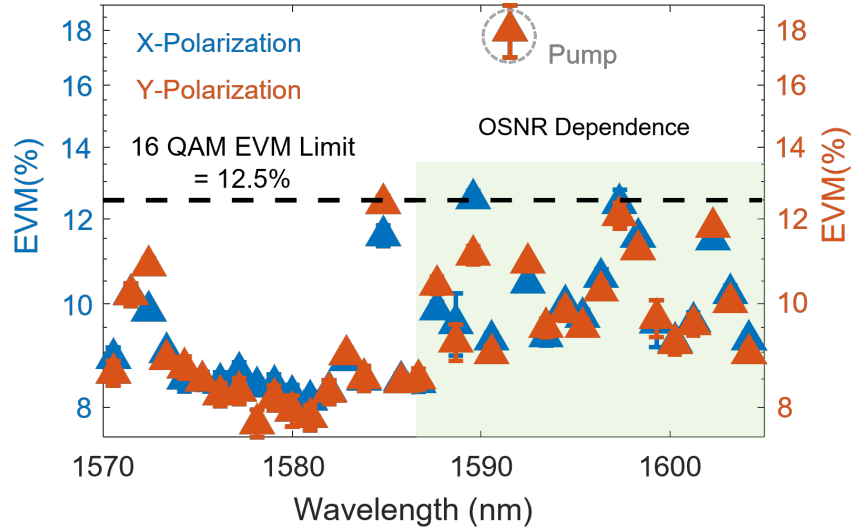 X-Polarization
Y-Polarization
Pump
16 QAM EVM Limit
= 12.5%
OSNR Dependence
EVM(%)
18
16
14
12
10
8
18
16
14
12
10
8
EVM(%)
1570
1580
1590
1600
Wavelength (nm)